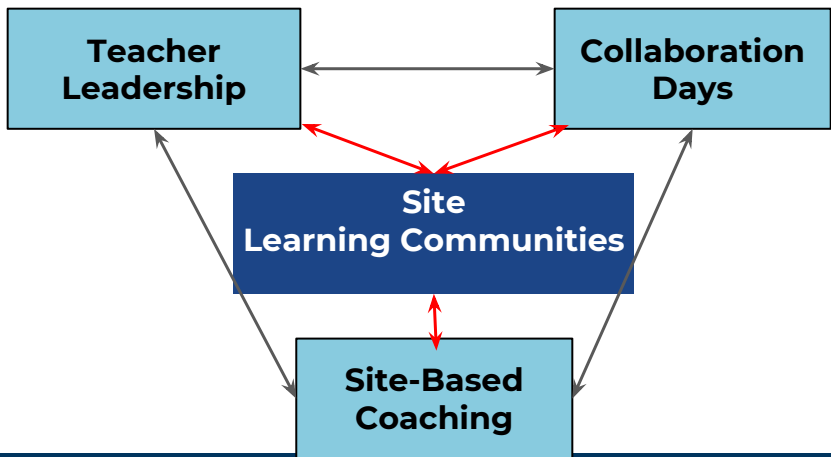 Teacher
Leadership
Collaboration
Days
Site
Learning Communities
Site-Based
Coaching